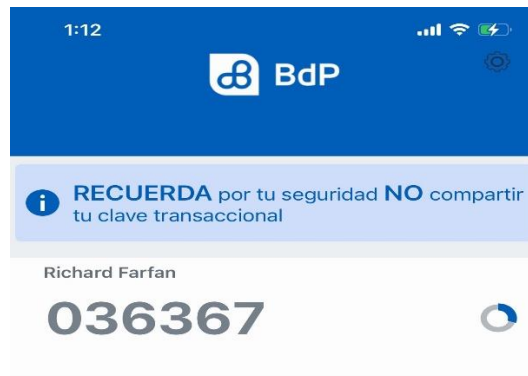 1:12
BdP
RECUERDA por tu seguridad NO compartir
tu clave transaccional
Richard Farfan
036367